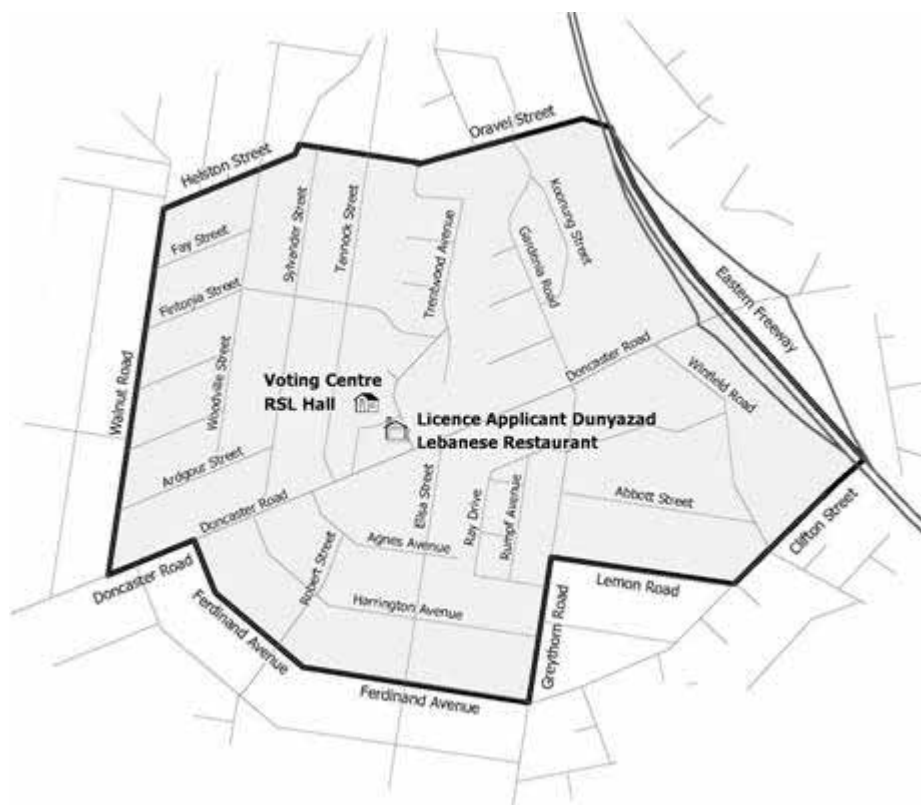 Oravel Street
Helston Street
Koonung Street
Sylvander Street
Tannock Street
Fay Street
Trentwood Avenue
Gardenia Road
Eastern Freeway
Fintonia Street
Doncaster Road
Winfield Road
Walnut Road
Woodville Street
Voting Centre
RSL Hall
Licence Applicant Dunyazad
Lebanese Restaurant
Ardgour Street
Elisa Street
Ray Drive
Rumpf Avenue
Abbott Street
Doncaster Road
Clifton Street
Agnes Avenue
Robert Street
Doncaster Road
Lemon Road
Harrington Avenue
Greythorn Road
Ferdinand Avenue
Ferdinand Avenue